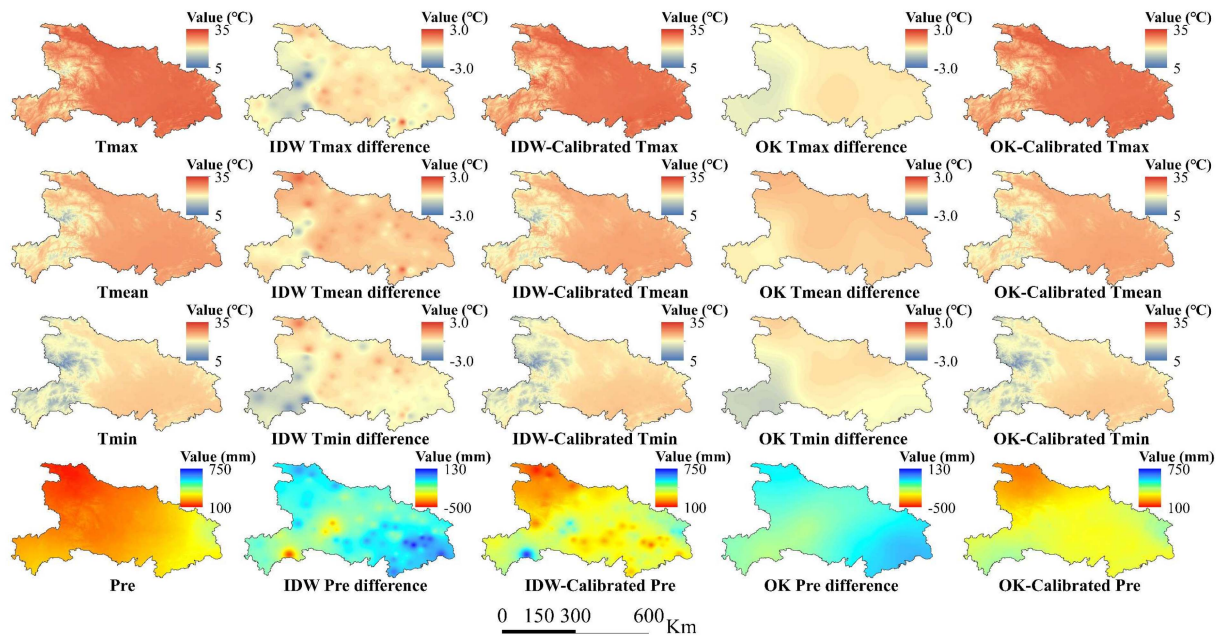 Value (°C) Value (°C) Value (°C) Value (°C) Value (°C)
35 3.0 35 3.0 35
5 -3.0 5 -3.0 5
Tmax IDW Tmax difference IDW-Calibrated Tmax OK Tmax difference OK-Calibrated Tmax
Value (°C) Value (°C) Value (°C) Value (°C) Value (°C)
35 3.0 35 3.0 35
5 -3.0 5 -3.0 5
Tmean IDW Tmean difference IDW-Calibrated Tmean OK Tmean difference OK-Calibrated Tmean
Value (°C) Value (°C) Value (°C) Value (°C) Value (°C)
35 3.0 35 3.0 35
5 -3.0 5 -3.0 5
Tmin IDW Tmin difference IDW-Calibrated Tmin OK Tmin difference OK-Calibrated Tmin
Value (mm) Value (mm) Value (mm) Value (mm) Value (mm)
750 130 750 130 750
100 -500 100 -500 100
Pre IDW Pre difference IDW-Calibrated Pre OK Pre difference OK-Calibrated Pre
0 150 300 600 Km